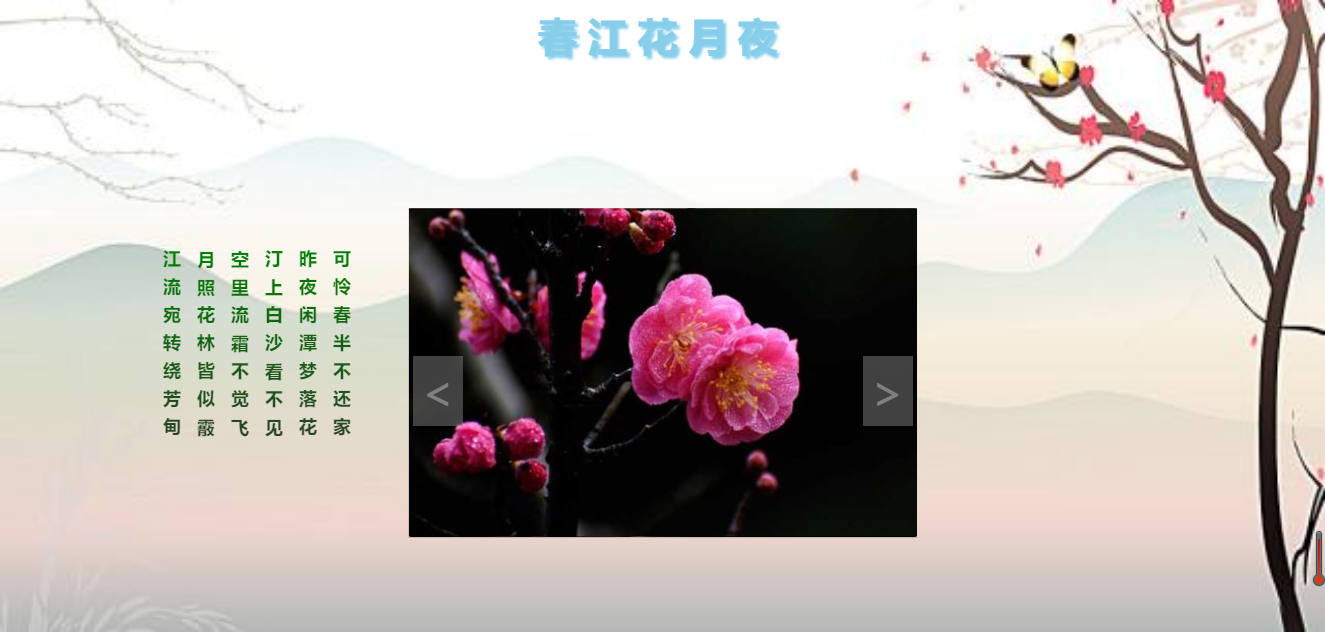 春江花月夜
江流宛转绕芳甸
月照花林皆似霰
空里流霜不觉飞
汀上白沙看不见
昨夜闲潭梦落花
可怜春半不还家
<
>